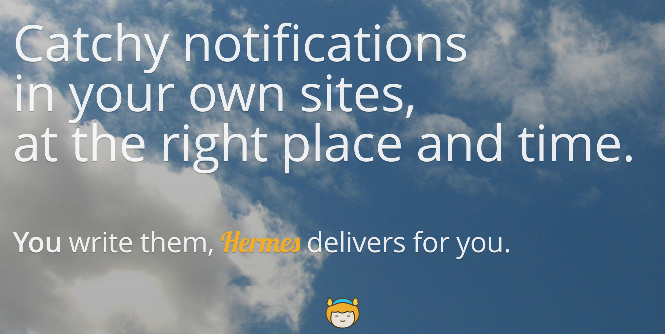 Catchy notifications
in your own sites,
at the right place and time.
You write them, Hermes delivers for you.